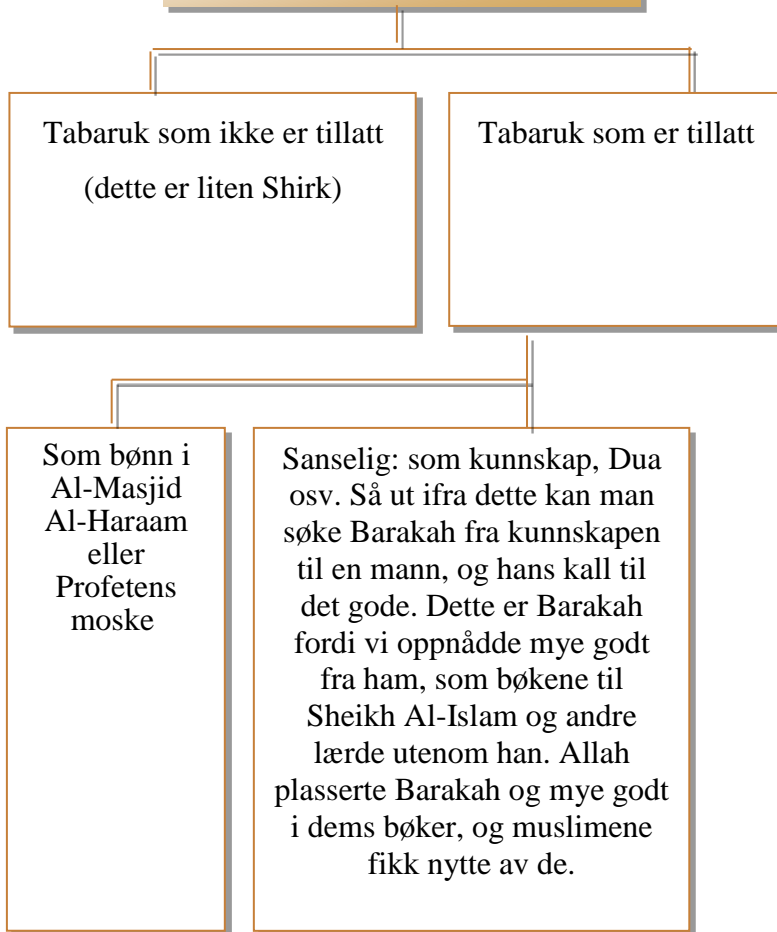 Tabaruk som ikke er tillatt
(dette er liten Shirk)
Tabaruk som er tillatt
Som bønn i
Al-Masjid
Al-Haraam
eller
Profetens
moske
Sanselig: som kunnskap, Dua
osv. Så ut ifra dette kan man
søke Barakah fra kunnskapen
til en mann, og hans kall til
det gode. Dette er Barakah
fordi vi oppnådde mye godt
fra ham, som bøkene til
Sheikh Al-Islam og andre
lærde utenom han. Allah
plasserte Barakah og mye godt
i dems bøker, og muslimene
fikk nytte av de.